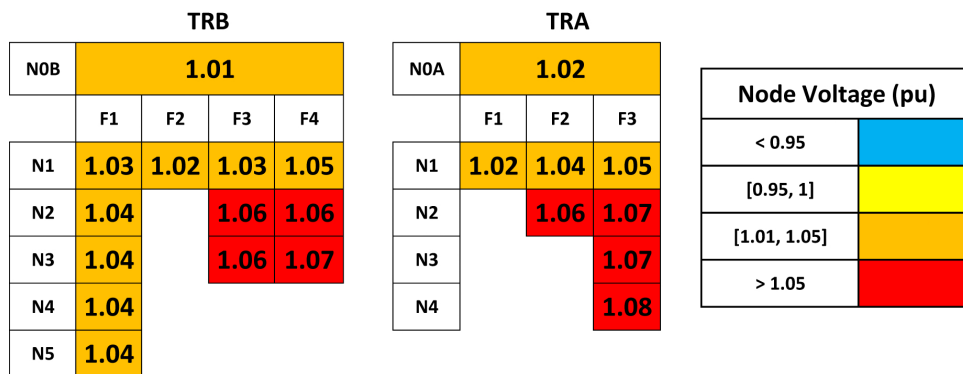 TRB
N0B 1.01
F1 F2 F3 F4
N1 1.03 1.02 1.03 1.05
N2 1.04 1.06 1.06
N3 1.04 1.06 1.07
N4 1.04
N5 1.04
TRA
N0A 1.02
F1 F2 F3
N1 1.02 1.04 1.05
N2 1.06 1.07
N3 1.07
N4 1.08
Node Voltage (pu)
< 0.95
[0.95, 1]
[1.01, 1.05]
> 1.05